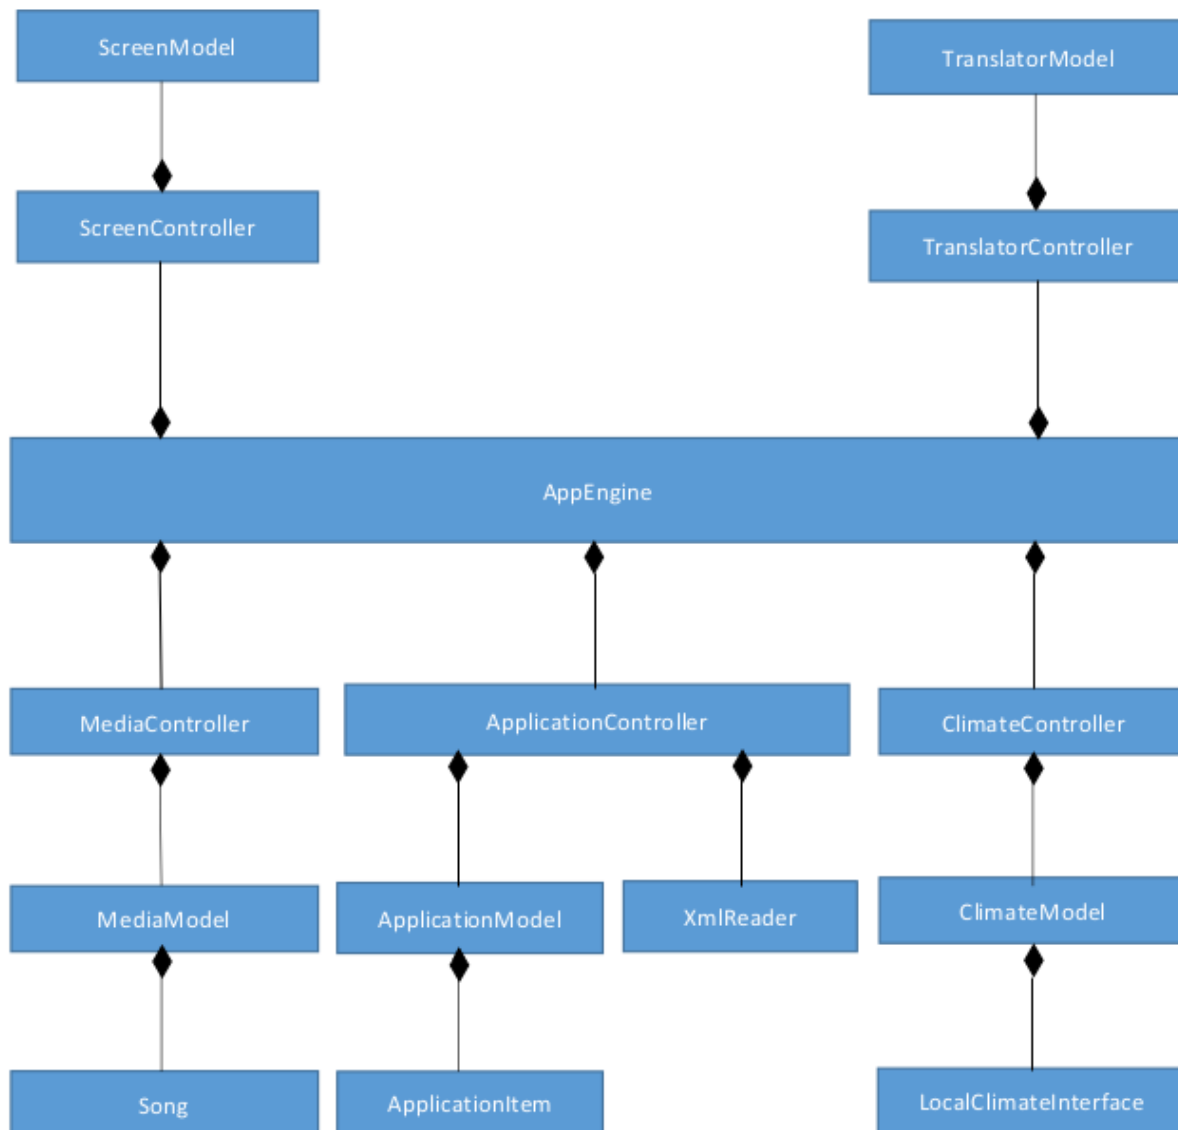 ScreenModel
TranslatorModel
ScreenController
TranslatorController
AppEngine
MediaController
ApplicationController
ClimateController
MediaModel
ApplicationModel
XmlReader
ClimateModel
Song
ApplicationItem
LocalClimateInterface